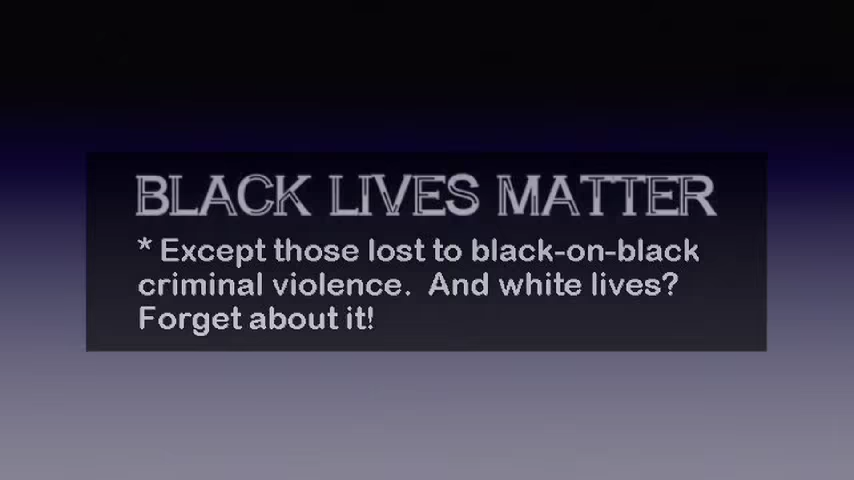 BLACK LIVES MATTER
* Except those lost to black-on-black
criminal violence.  And white lives?
Forget about it!